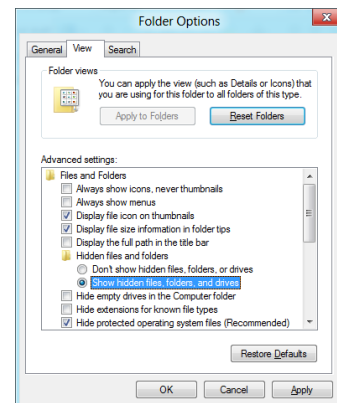 Folder Options
x
General View Search
Folder views
You can apply the view (such as Details or Icons) that
you are using for this folder to all folders of this type.
Apply to Folders Reset Folders
Advanced settings:
Files and Folders
Always show icons, never thumbnails
Always show menus
Display file icon on thumbnails
Display file size information in folder tips
Display the full path in the title bar
Hidden files and folders
Don't show hidden files, folders, or drives
Show hidden files, folders, and drives
Hide empty drives in the Computer folder
Hide extensions for known file types
Hide protected operating system files (Recommended)
Restore Defaults
OK Cancel Apply